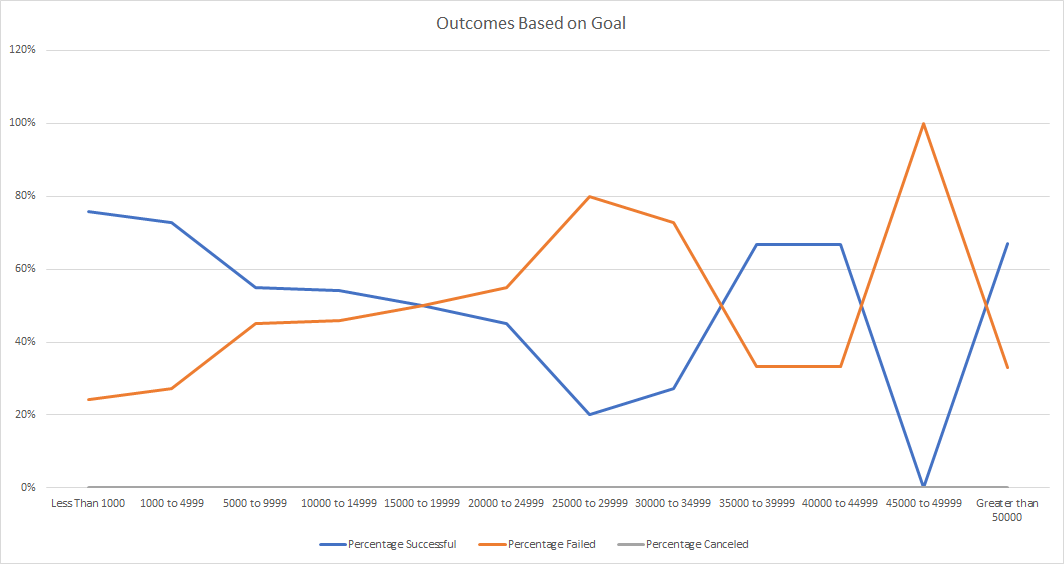 Outcomes Based on Goal
120%
100%
80%
60%
40%
20%
0%
Less Than 1000 1000 to 4999 5000 to 9999 10000 to 14999 15000 to 19999 20000 to 24999 25000 to 29999 30000 to 34999 35000 to 39999 40000 to 44999 45000 to 49999 Greater than
50000
Percentage Successful Percentage Failed Percentage Canceled